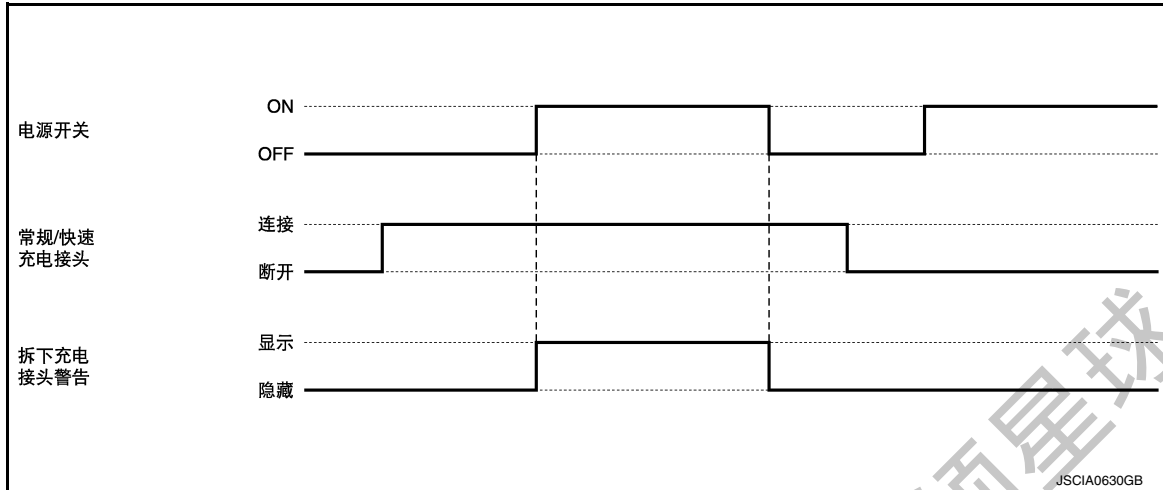 ON
电源开关
OFF
连接
常规/快速
充电接头
断开
显示
拆下充电
接头警告
隐藏
JSCIA0630GB